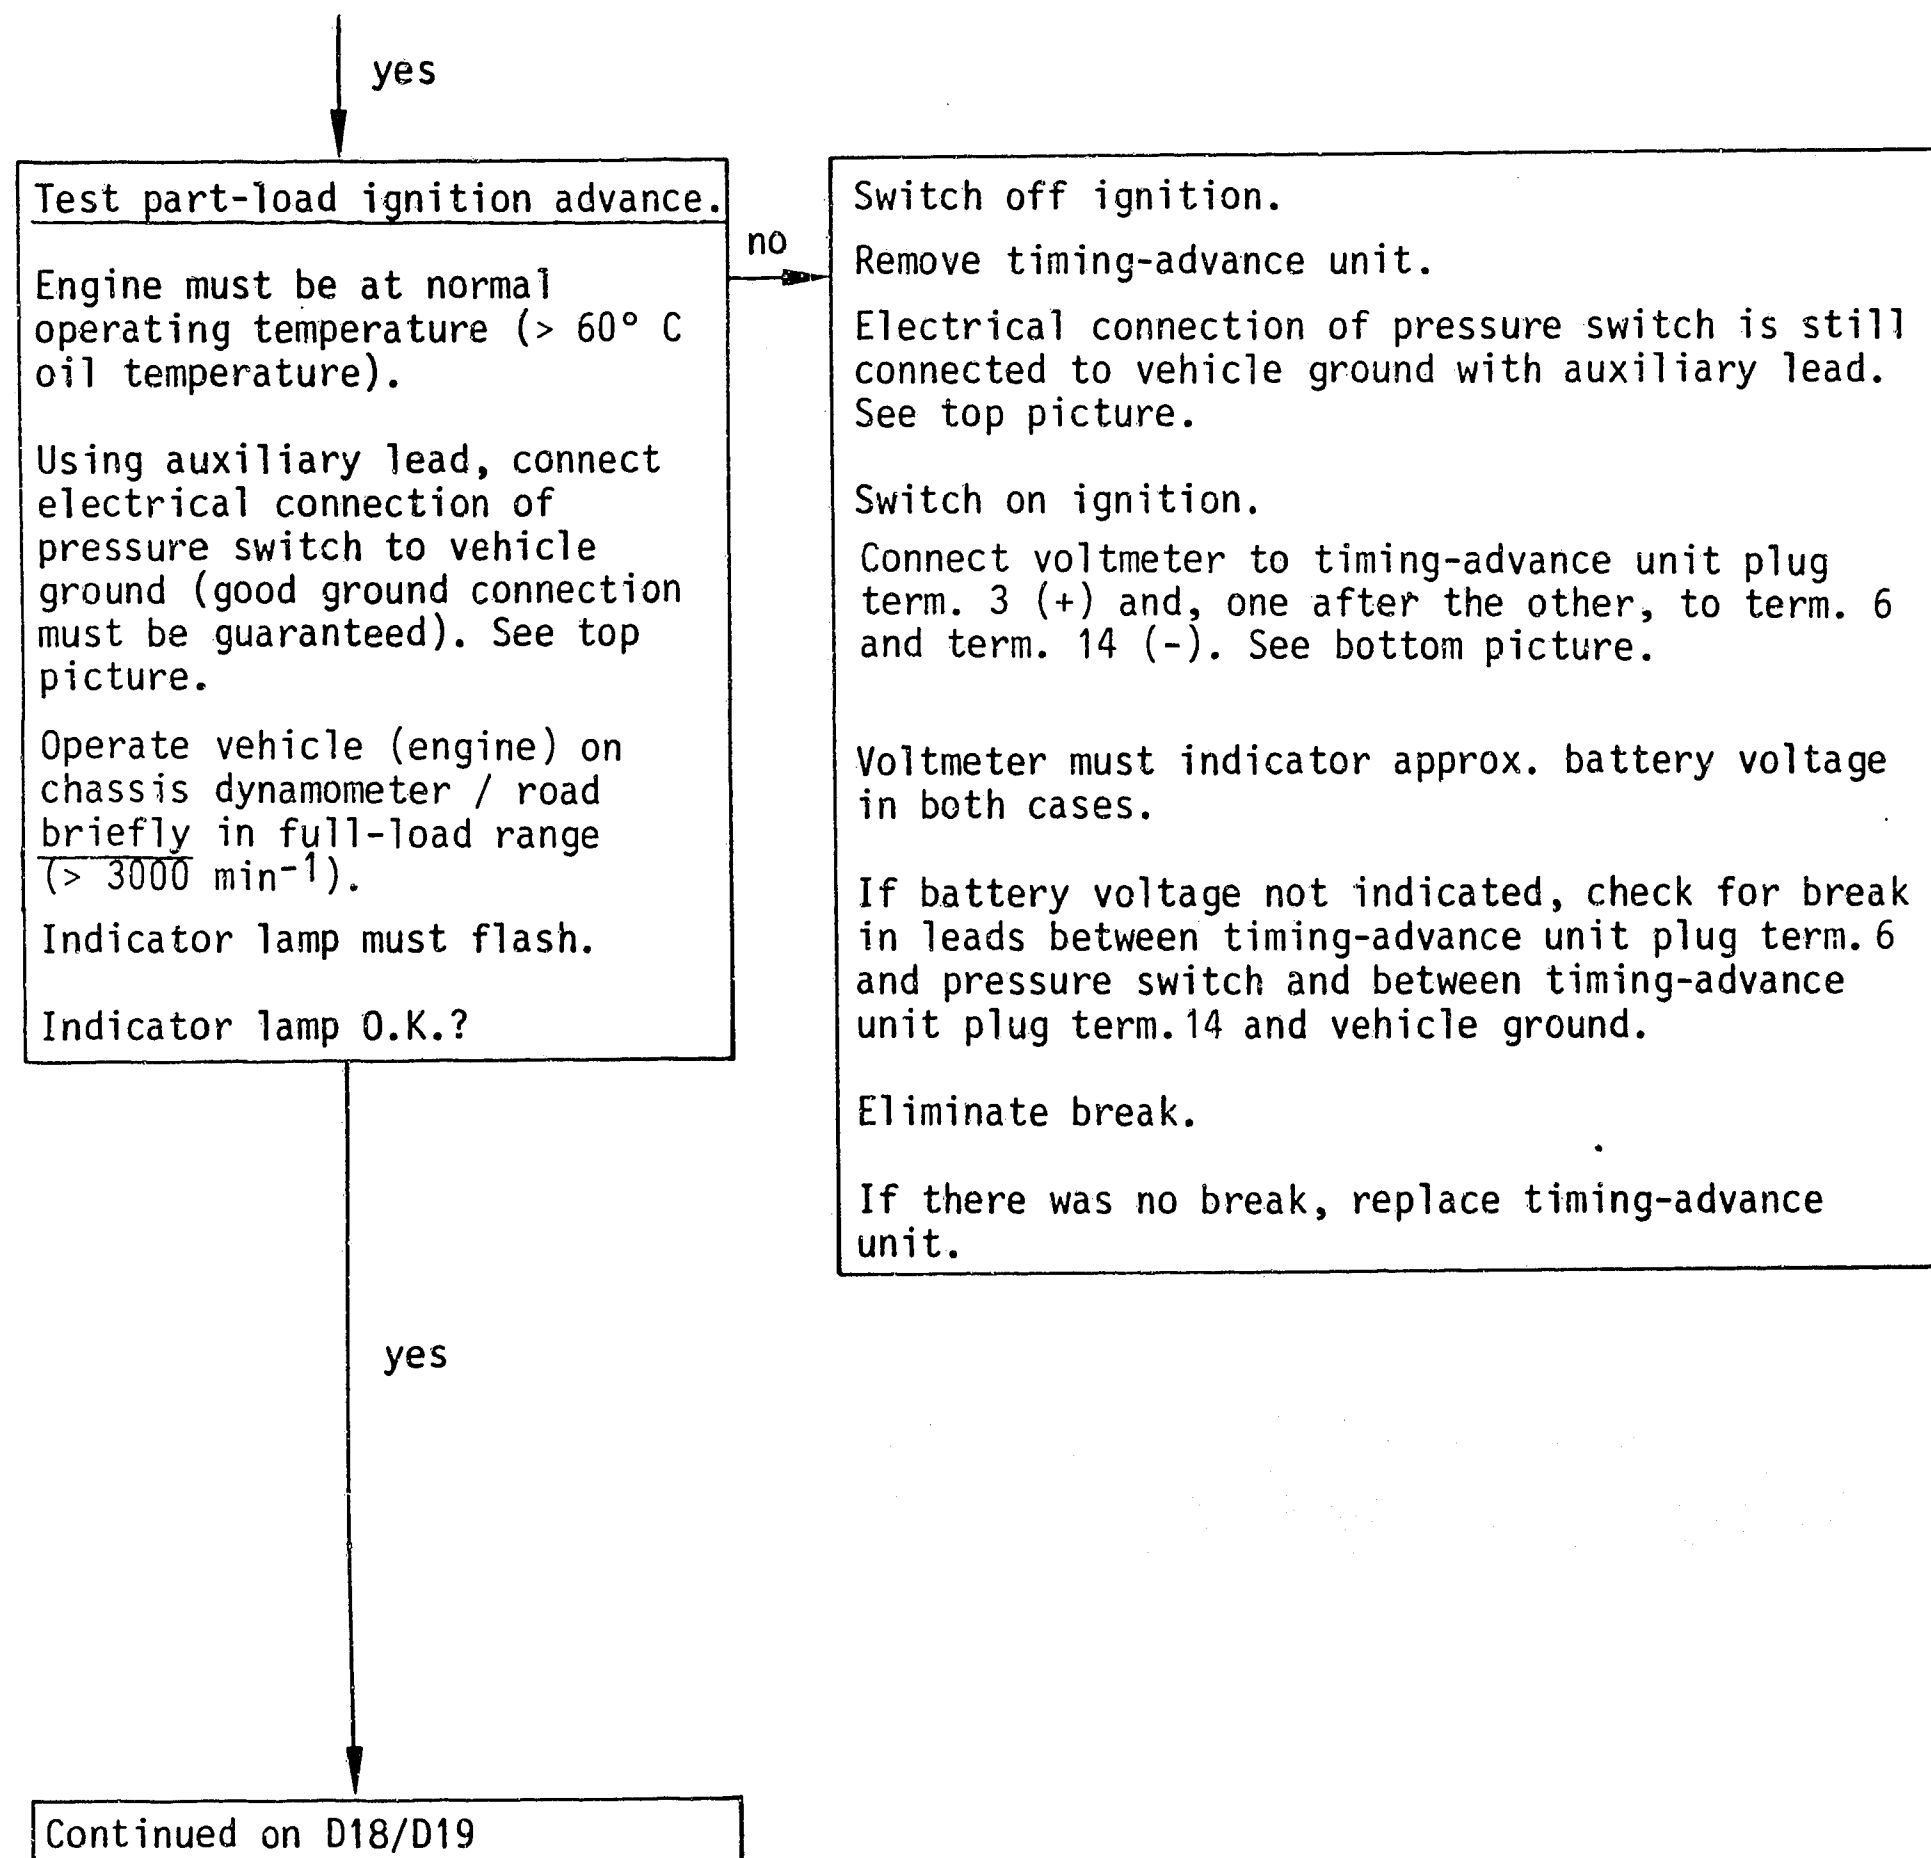 yes
Test part-load ignition advance.
Engine must be at normal
operating temperature (> 60° C
oil temperature).
Using auxiliary lead, connect
electrical connection of
pressure switch to vehicle
ground (good ground connection
must be guaranteed). See top
picture.
Operate vehicle (engine) on
chassis dynamometer / road
briefly in full-load range
(> 3000 min⁻¹).
Indicator lamp must flash.
Indicator lamp O.K.?
no
Switch off ignition.
Remove timing-advance unit.
Electrical connection of pressure switch is still
connected to vehicle ground with auxiliary lead.
See top picture.
Switch on ignition.
Connect voltmeter to timing-advance unit plug
term. 3 (+) and, one after the other, to term. 6
and term. 14 (-). See bottom picture.
Voltmeter must indicator approx. battery voltage
in both cases.
If battery voltage not indicated, check for break
in leads between timing-advance unit plug term. 6
and pressure switch and between timing-advance
unit plug term. 14 and vehicle ground.
Eliminate break.
If there was no break, replace timing-advance
unit.
yes
Continued on D18/D19